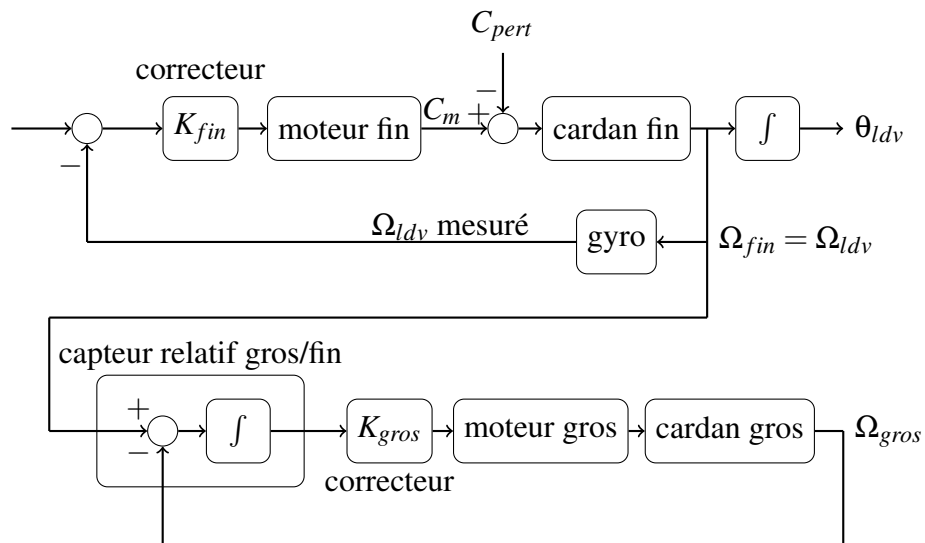 C_pert
−
correcteur
K_fin
moteur fin
C_m
+
cardan fin
∫
θ_ldv
−
Ω_ldv mesuré
gyro
Ω_fin = Ω_ldv
capteur relatif gros/fin
+
−
∫
K_gros
moteur gros
cardan gros
Ω_gros
correcteur